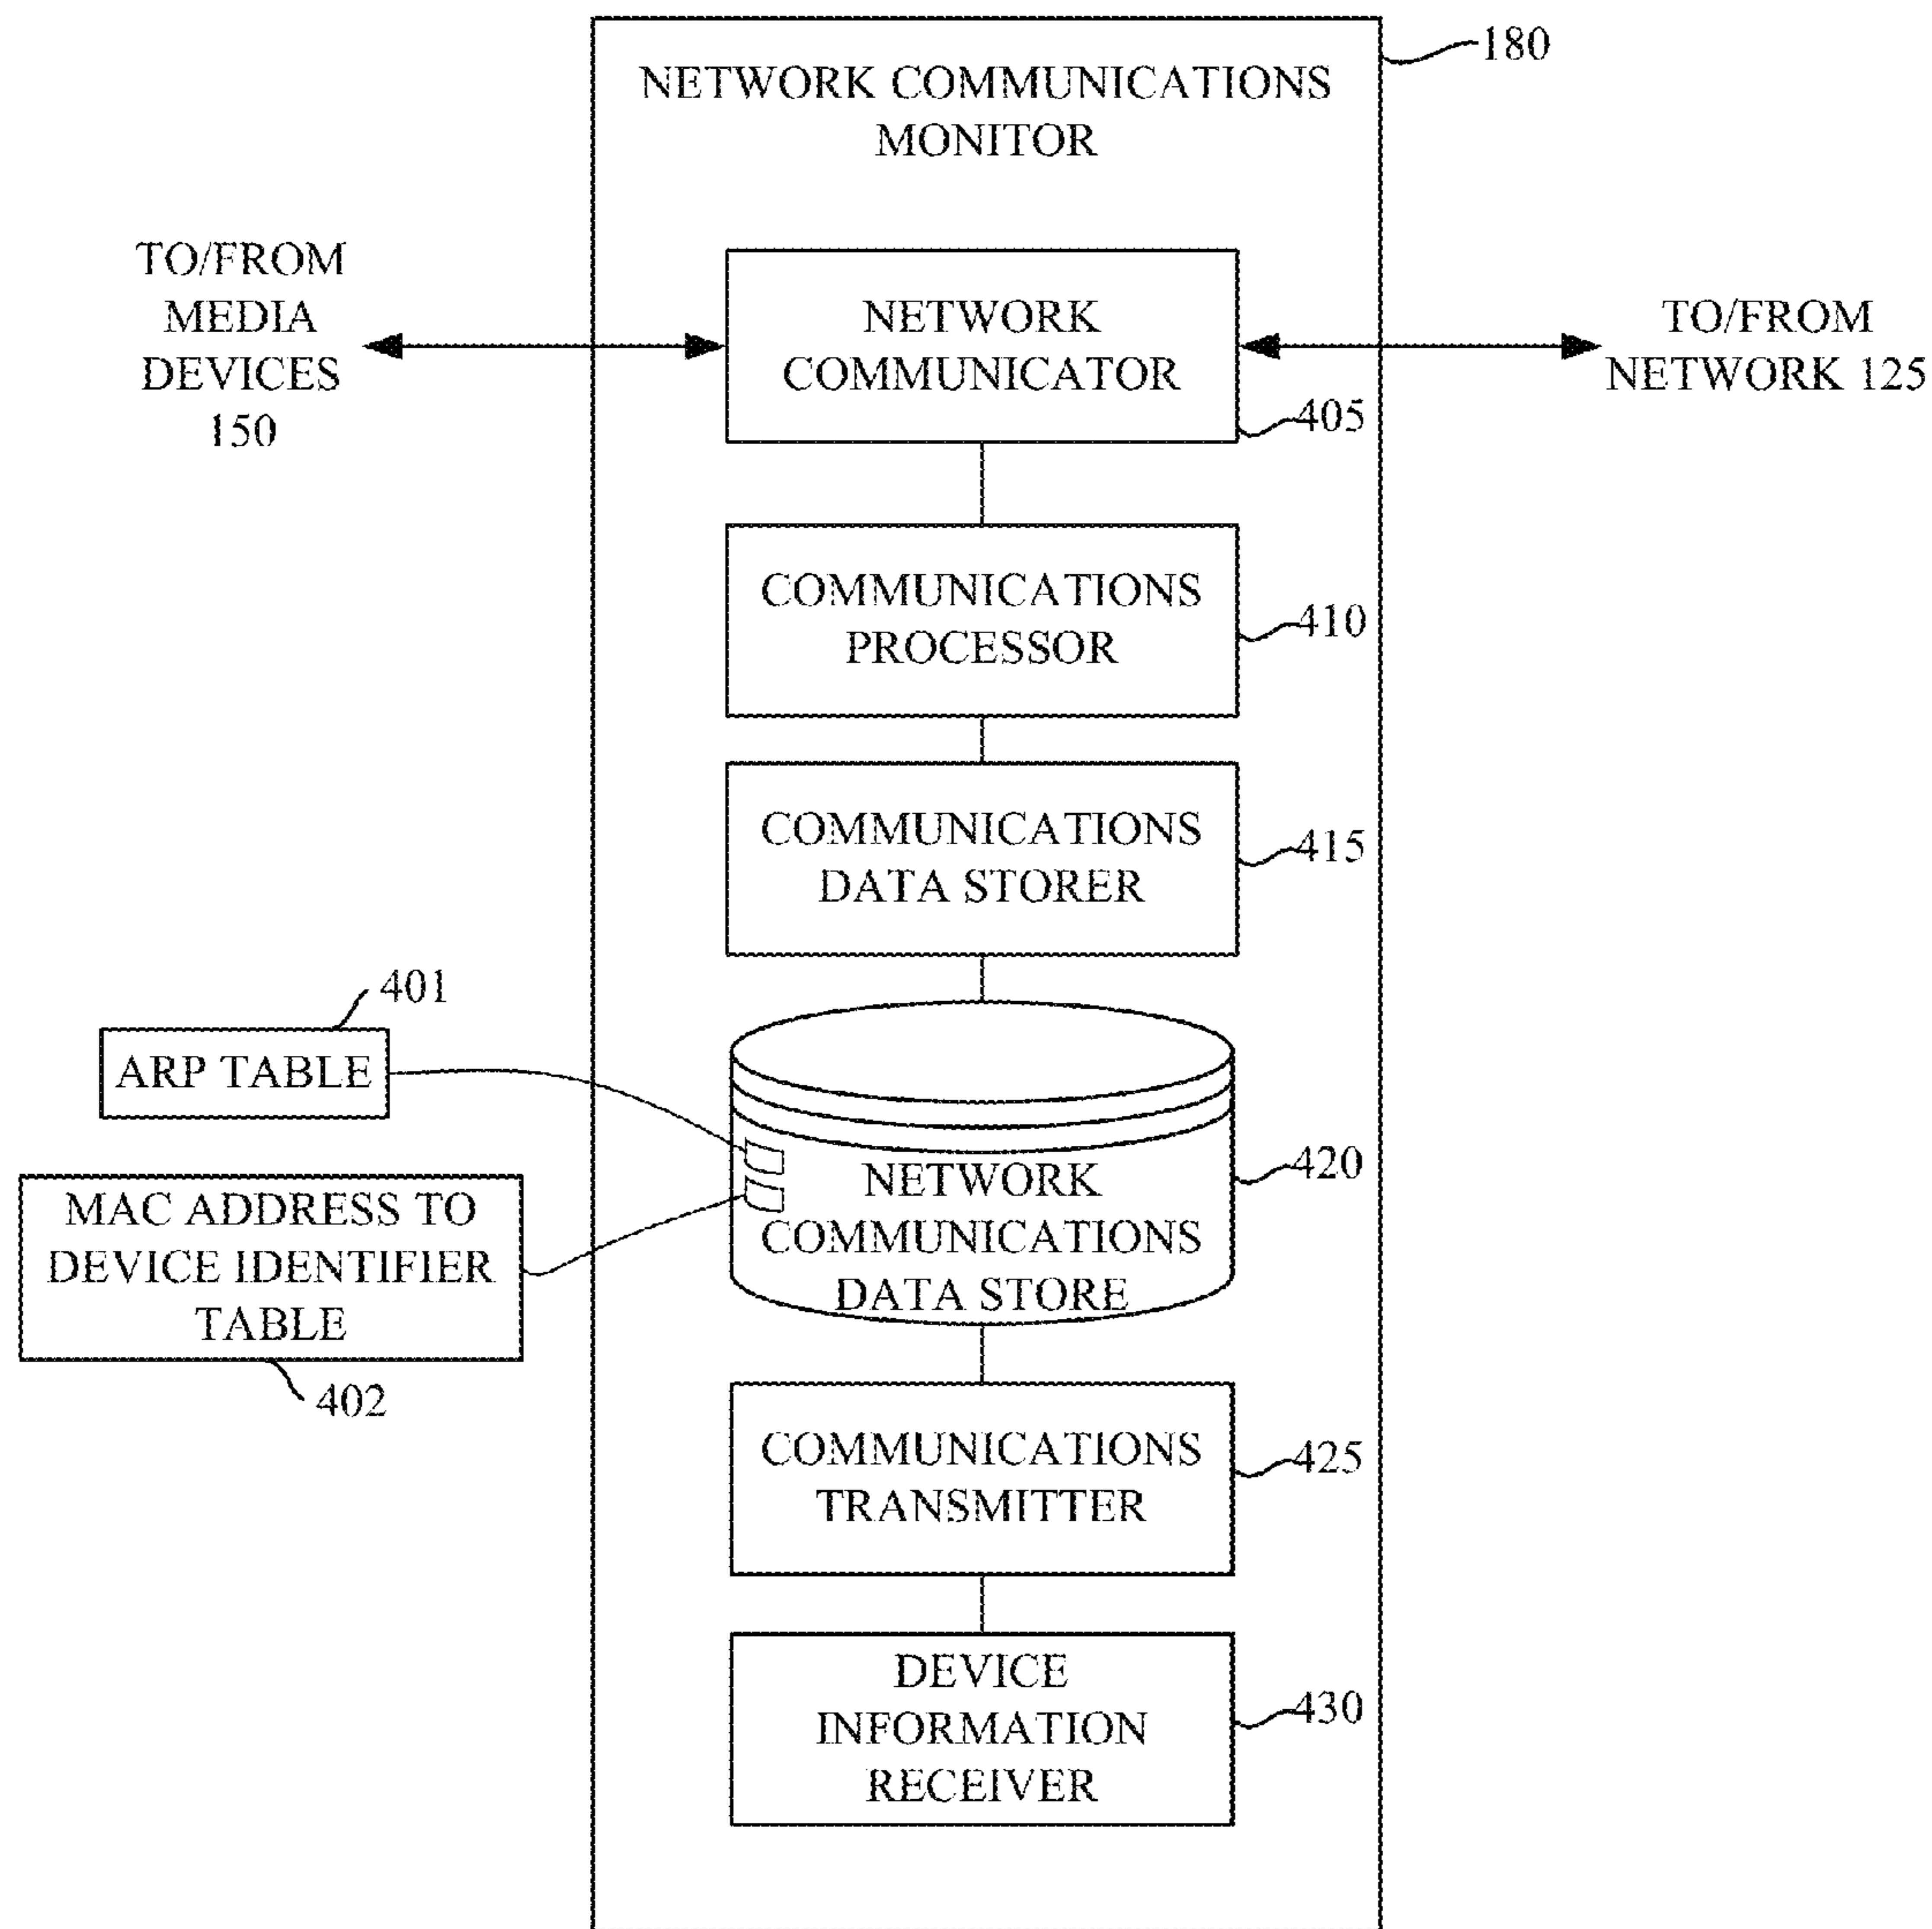 180
NETWORK COMMUNICATIONS
MONITOR
TO/FROM
MEDIA
DEVICES
150
NETWORK
COMMUNICATOR
405
TO/FROM
NETWORK 125
COMMUNICATIONS
PROCESSOR
410
COMMUNICATIONS
DATA STORER
415
401
ARP TABLE
MAC ADDRESS TO
DEVICE IDENTIFIER
TABLE
402
NETWORK
COMMUNICATIONS
DATA STORE
420
COMMUNICATIONS
TRANSMITTER
425
DEVICE
INFORMATION
RECEIVER
430